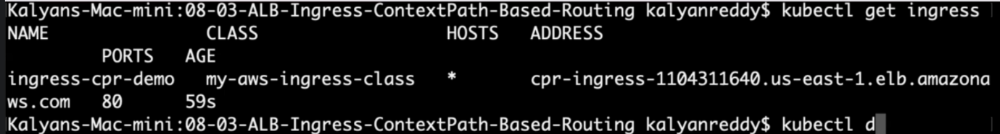 Kalyans-Mac-mini:08-03-ALB-Ingress-ContextPath-Based-Routing kalyanreddy$ kubectl get ingress
NAME CLASS HOSTS ADDRESS
PORTS AGE
ingress-cpr-demo my-aws-ingress-class * cpr-ingress-1104311640.us-east-1.elb.amazona
ws.com 80 59s
Kalyans-Mac-mini:08-03-ALB-Ingress-ContextPath-Based-Routing kalyanreddy$ kubectl d